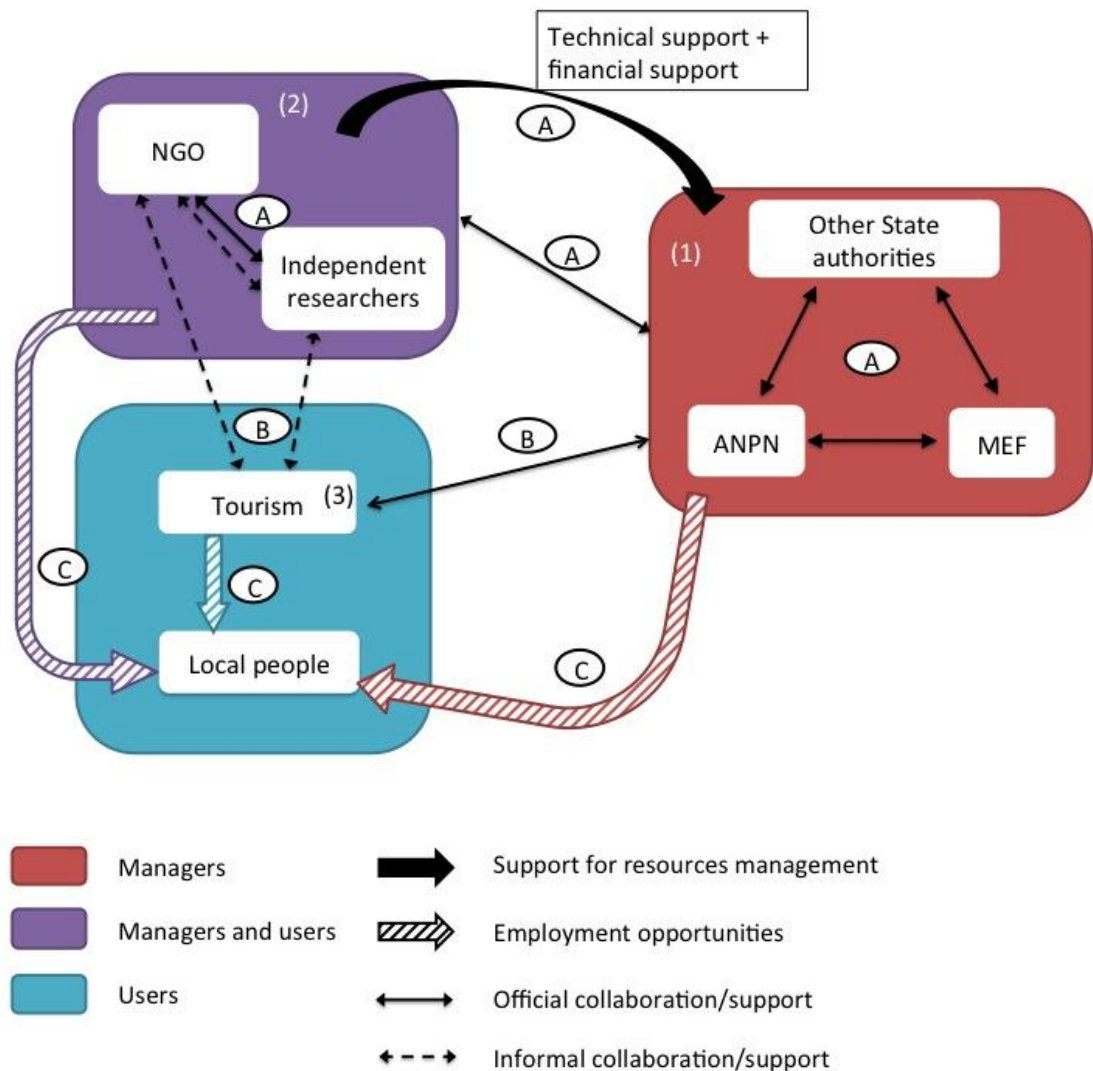 Technical support +
financial support
(2)
NGO
A
A
Independent
researchers
A
(1)
Other State
authorities
A
ANPN
MEF
B
B
Tourism
(3)
C
C
Local people
C
Managers
Support for resources management
Managers and users
Employment opportunities
Users
Official collaboration/support
Informal collaboration/support